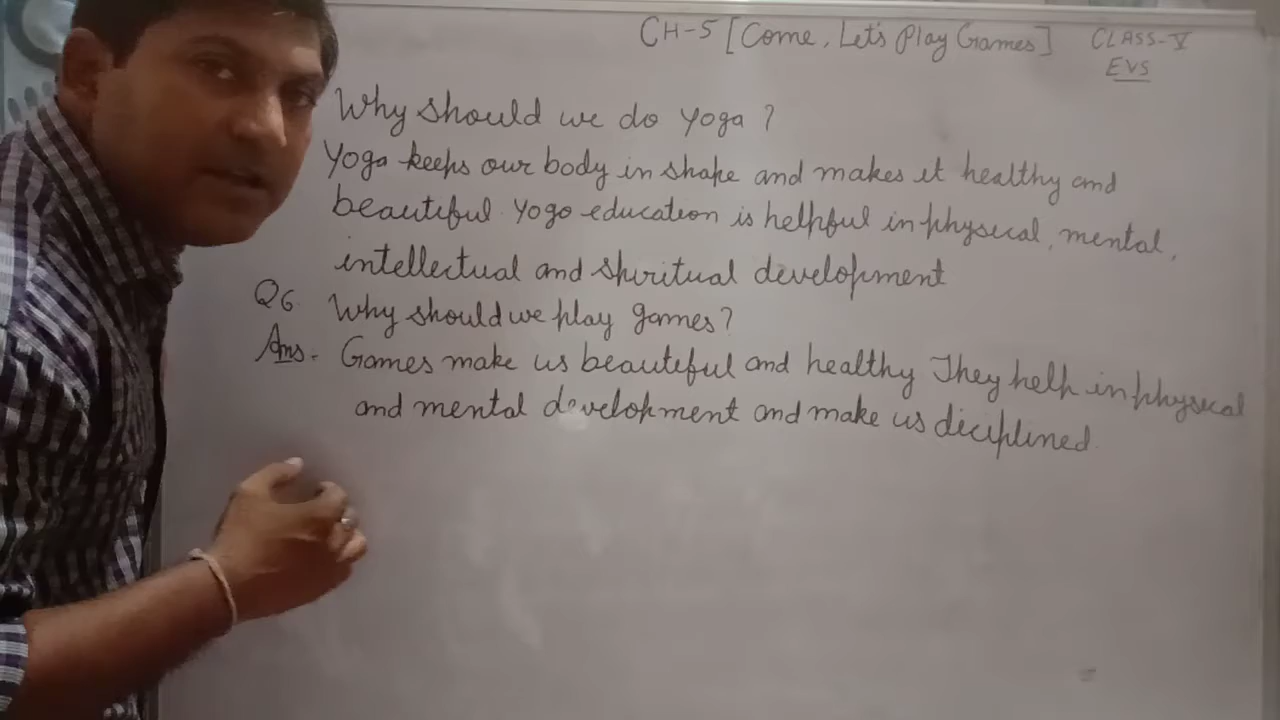 CH-5 [Come, Let's Play Games] CLASS-V
EVS
Why should we do yoga ?
Yoga keeps our body in shape and makes it healthy and
beautiful. Yoga education is helpful in physical, mental,
intellectual and spiritual development
Q6. Why should we play games?
Ans. Games make us beautiful and healthy They help in physical
and mental development and make us deciplined.